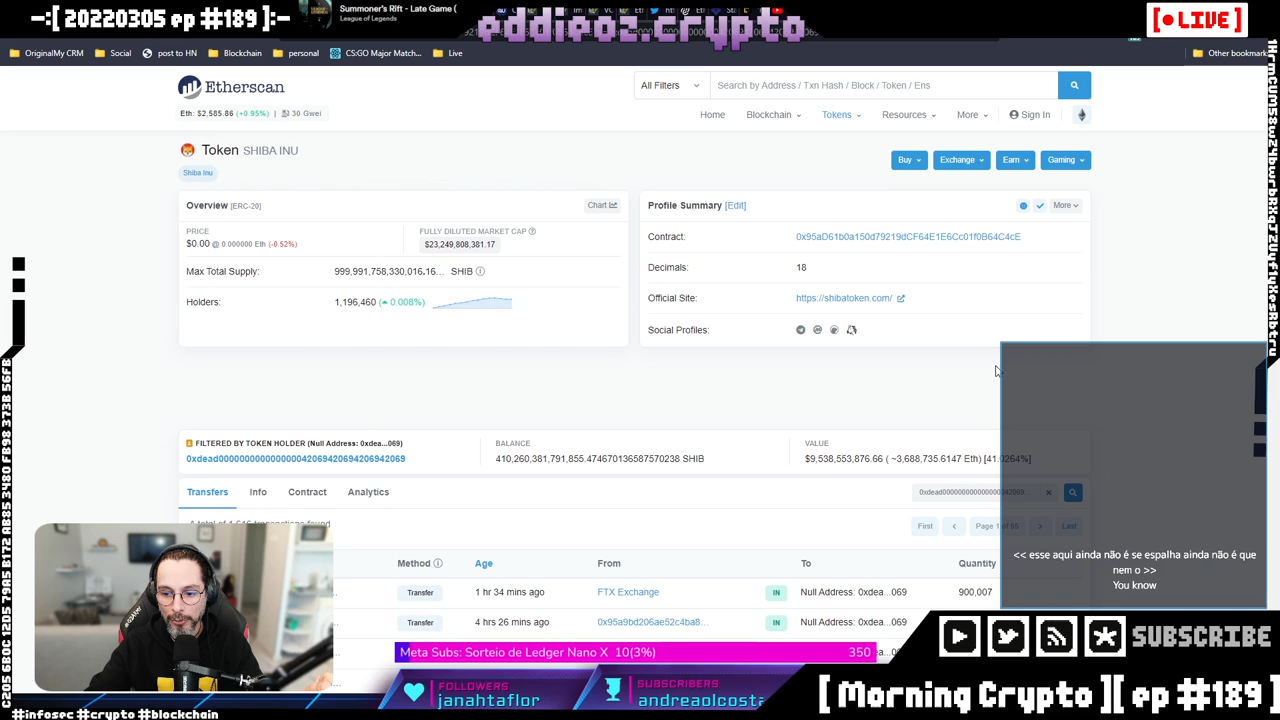 -:[ 20220305 ep #189 ]:-
Summoner's Rift - Late Game (
League of Legends
eddieoz.crypto
[● LIVE ]
OriginalMy CRM
Social
post to HN
Blockchain
personal
CS:GO Major Match...
Live
Other bookmark
Etherscan
All Filters
Search by Address / Txn Hash / Block / Token / Ens
Eth: $2,585.86 (+0.95%) | 30 Gwei
Home
Blockchain
Tokens
Resources
More
Sign In
Token SHIBA INU
Shiba Inu
Buy
Exchange
Earn
Gaming
Overview [ERC-20]
Chart
PRICE
$0.00 @ 0.000000 Eth (-0.52%)
FULLY DILUTED MARKET CAP
$23,249,808,381.17
Max Total Supply:
999,991,758,330,016.16... SHIB
Holders:
1,196,460 (0.008%)
Profile Summary [Edit]
More
Contract:
0x95aD61b0a150d79219dCF64E1E6Cc01f0B64C4cE
Decimals:
18
Official Site:
https://shibatoken.com/
Social Profiles:
FILTERED BY TOKEN HOLDER (Null Address: 0xdea...069)
0xdead000000000000000042069420694206942069
BALANCE
410,260,381,791,855.474670136587570238 SHIB
VALUE
$9,538,553,876.66 ( ~3,688,735.6147 Eth) [41.0264%]
Transfers
Info
Contract
Analytics
First
Page 1 of 65
Last
Method
Age
From
To
Quantity
Transfer
1 hr 34 mins ago
FTX Exchange
IN
Null Address: 0xdea...069
900,007
Transfer
4 hrs 26 mins ago
0x95a9bd206ae52c4ba8...
IN
Null Address: 0xdea...069
<< esse aqui ainda não é se espalha ainda não é que
nem o >>
You know
Meta Subs: Sorteio de Ledger Nano X 10(3%)
350
FOLLOWERS
janahtaflor
SUBSCRIBERS
andreaolcosta
SUBSCRIBE
[ Morning Crypto ][ ep #189 ]
#infosec #crypto #blockchain